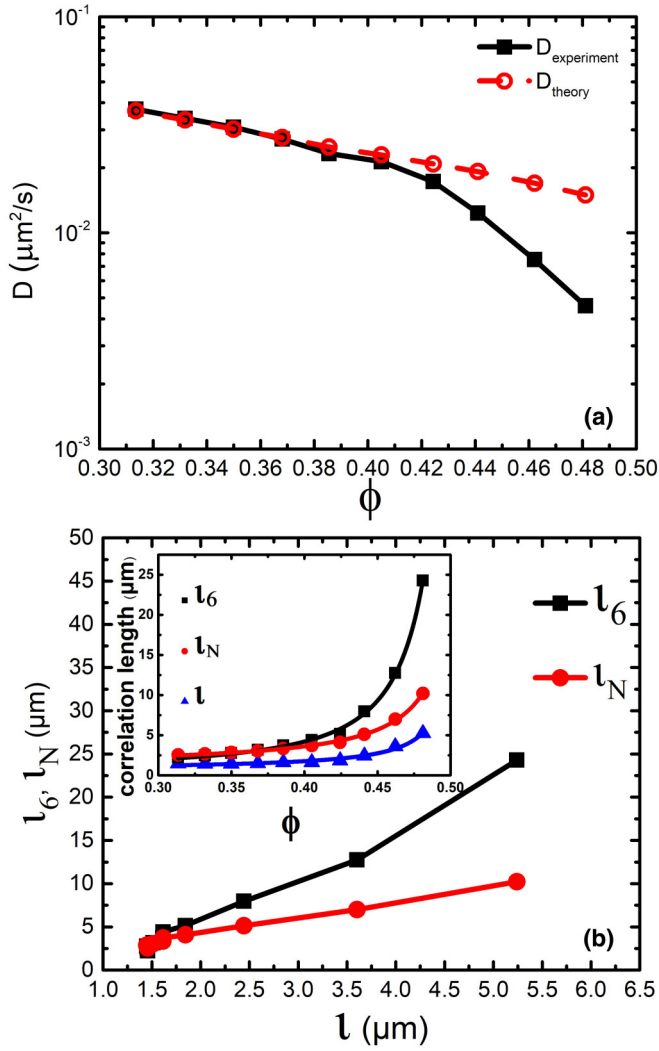 10⁻¹
D_experiment
D_theory
10⁻²
D (μm²/s)
(a)
10⁻³
0.30 0.32 0.34 0.36 0.38 0.40 0.42 0.44 0.46 0.48 0.50
ϕ
50
45
40
35
30
25
20
15
10
5
0
l₆, l_N (μm)
correlation length (μm)
25
20
15
10
5
0
l₆
l_N
l
0.30 0.35 0.40 0.45 0.50
ϕ
l₆
l_N
(b)
1.0 1.5 2.0 2.5 3.0 3.5 4.0 4.5 5.0 5.5 6.0 6.5
l (μm)